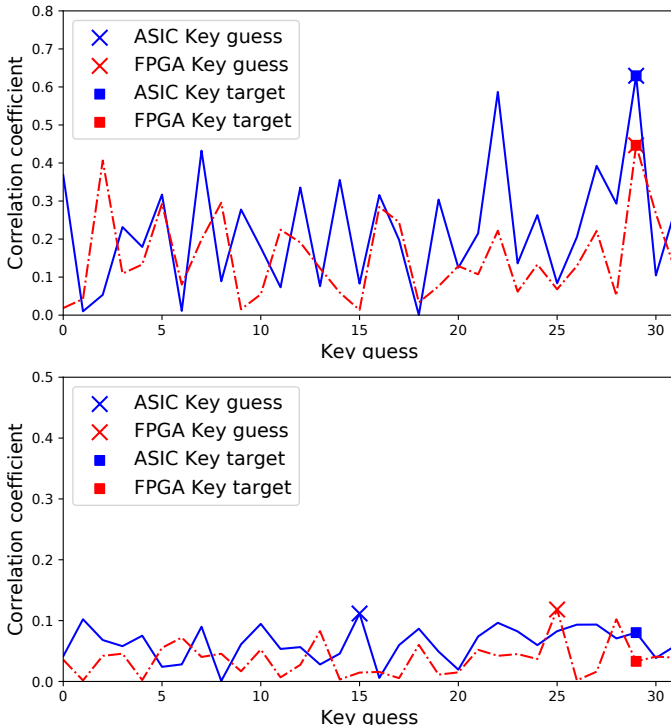 0.8
0.7
0.6
0.5
0.4
0.3
0.2
0.1
0.0
Correlation coefficient
ASIC Key guess
FPGA Key guess
ASIC Key target
FPGA Key target
0 5 10 15 20 25 30
Key guess
0.5
0.4
0.3
0.2
0.1
0.0
Correlation coefficient
ASIC Key guess
FPGA Key guess
ASIC Key target
FPGA Key target
0 5 10 15 20 25 30
Key guess